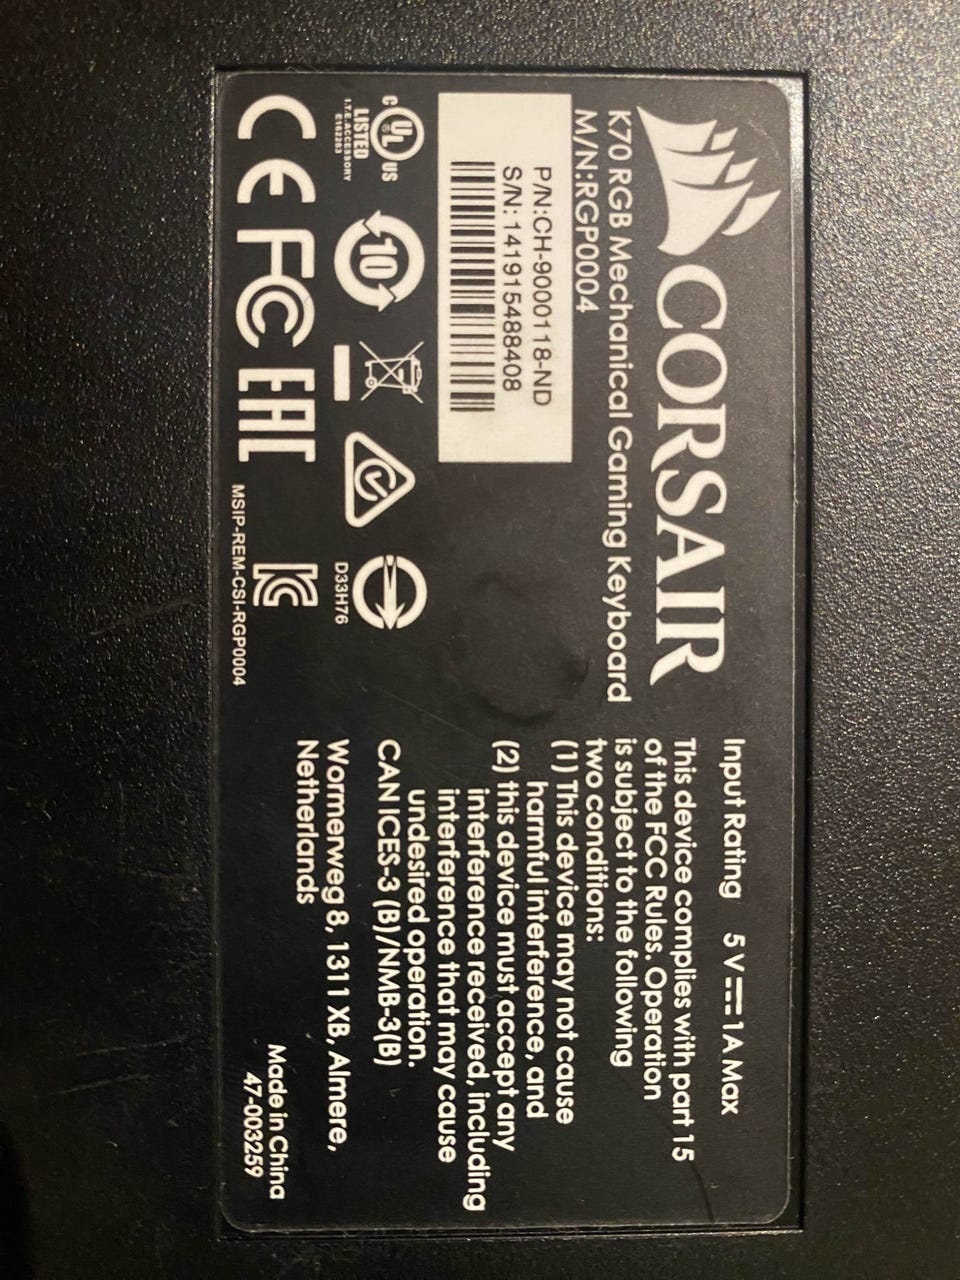 CORSAIR
K70 RGB Mechanical Gaming Keyboard
M/N:RGP0004
P/N:CH-9000118-ND
S/N: 141915488408
C UL ® US
LISTED
I.T.E. ACCESSORY
E162263
10
D33H76
CE FC EAC
MSIP-REM-CSI-RGP0004
Input Rating 5 V ⎓ 1A Max
This device complies with part 15
of the FCC Rules. Operation
is subject to the following
two conditions:
(1) This device may not cause
harmful interference, and
(2) this device must accept any
interference received, including
interference that may cause
undesired operation.
CAN ICES-3 (B)/NMB-3(B)
Wormerweg 8, 1311 XB, Almere,
Netherlands
Made in China
47-003259